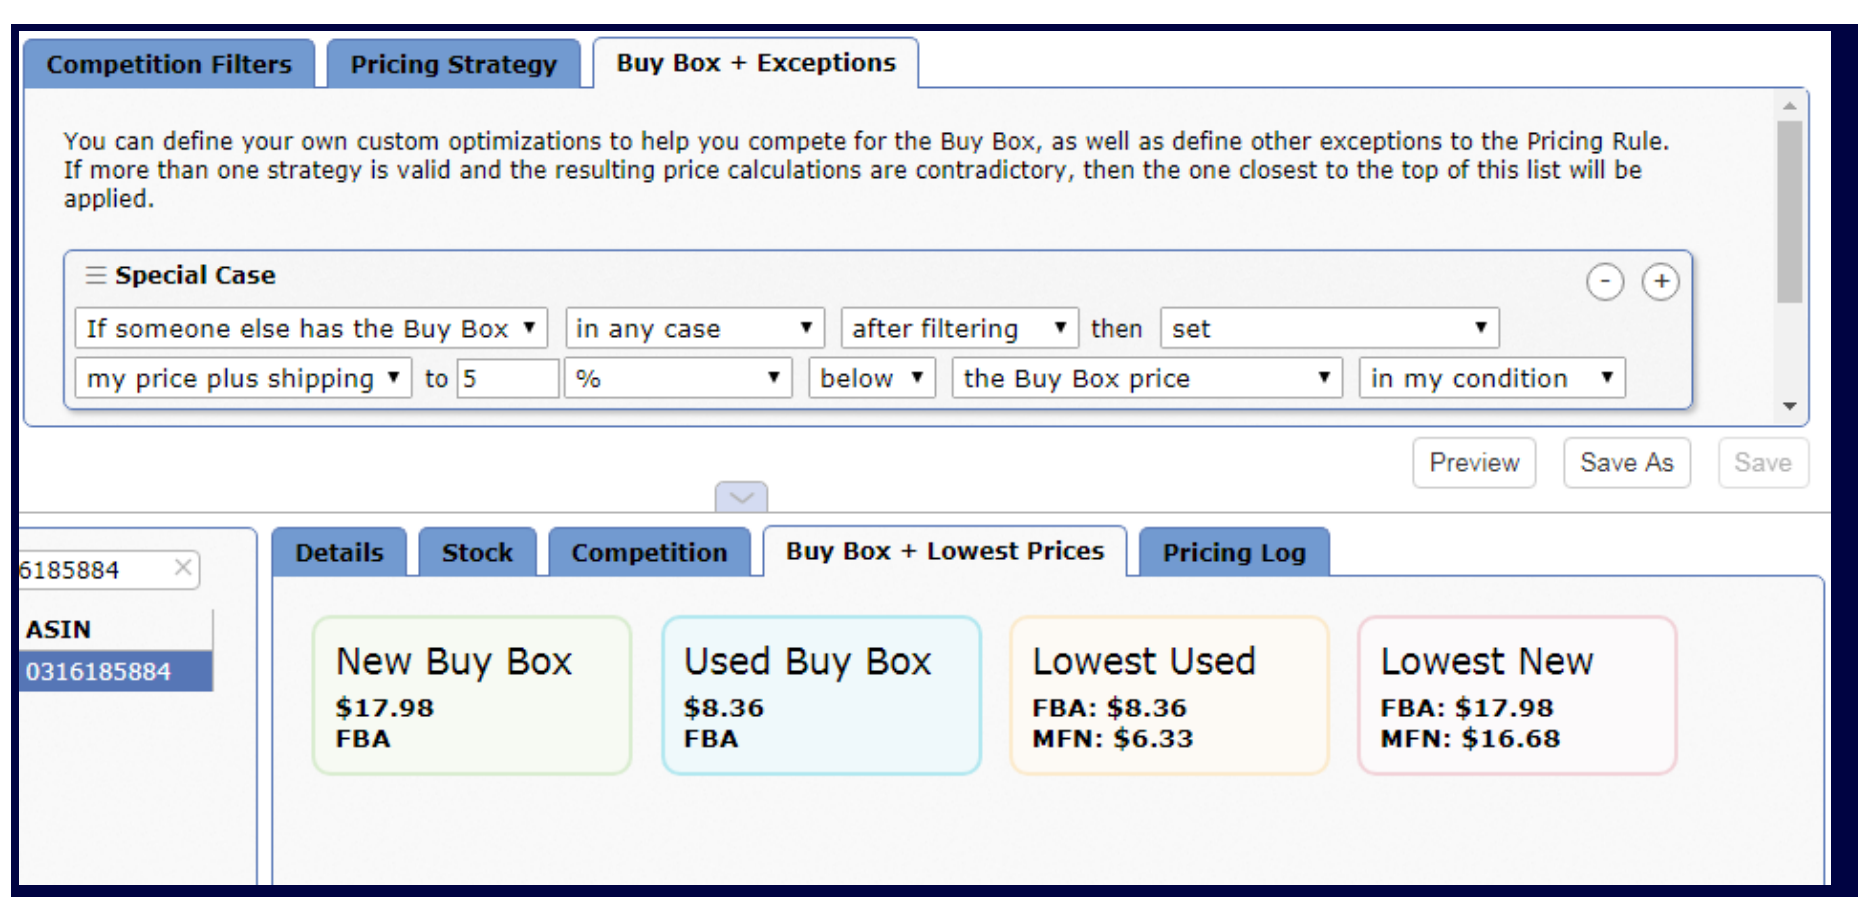 Competition Filters Pricing Strategy Buy Box + Exceptions
You can define your own custom optimizations to help you compete for the Buy Box, as well as define other exceptions to the Pricing Rule.
If more than one strategy is valid and the resulting price calculations are contradictory, then the one closest to the top of this list will be
applied.
Special Case - +
If someone else has the Buy Box in any case after filtering then set
my price plus shipping to 5 % below the Buy Box price in my condition
Preview Save As Save
6185884
ASIN
0316185884
Details Stock Competition Buy Box + Lowest Prices Pricing Log
New Buy Box
$17.98
FBA
Used Buy Box
$8.36
FBA
Lowest Used
FBA: $8.36
MFN: $6.33
Lowest New
FBA: $17.98
MFN: $16.68